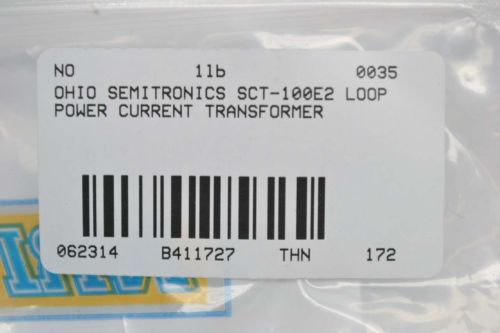 NO 1lb 0035
OHIO SEMITRONICS SCT-100E2 LOOP
POWER CURRENT TRANSFORMER
062314 B411727 THN 172